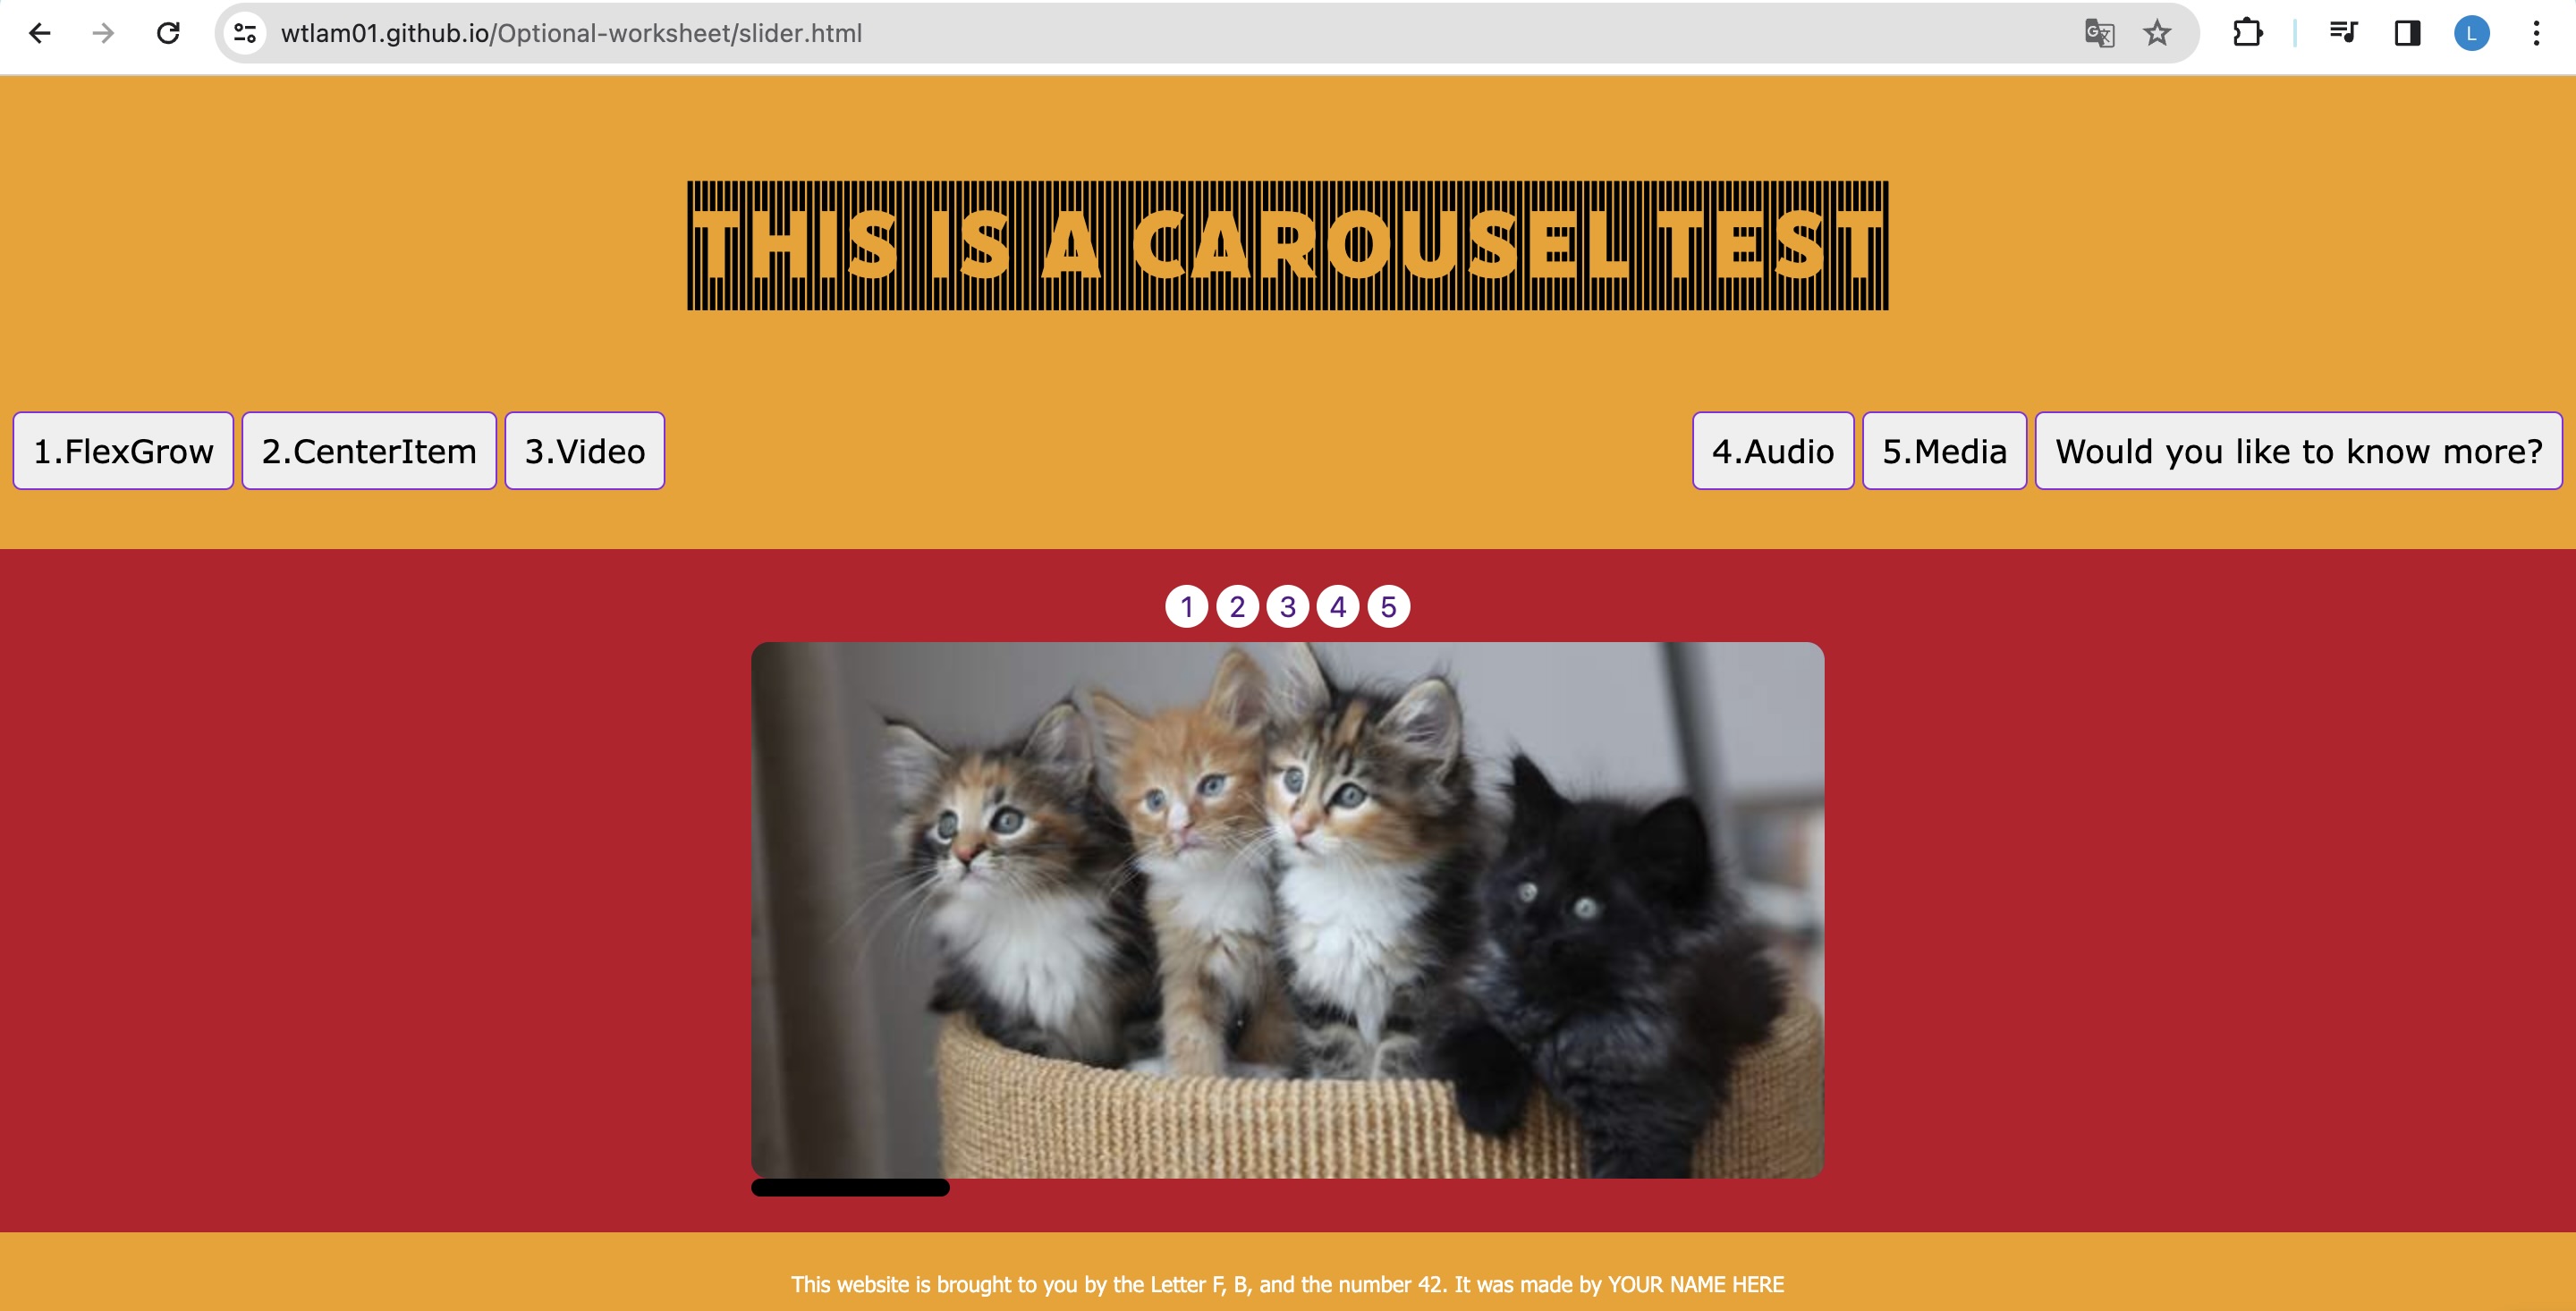 wtlam01.github.io/Optional-worksheet/slider.html
L
THIS IS A CAROUSEL TEST
1.FlexGrow 2.CenterItem 3.Video 4.Audio 5.Media Would you like to know more?
1 2 3 4 5
This website is brought to you by the Letter F, B, and the number 42. It was made by YOUR NAME HERE